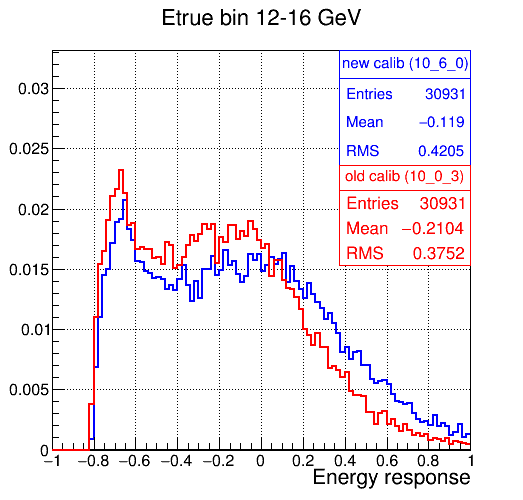 Etrue bin 12-16 GeV
new calib (10_6_0)
Entries 30931
Mean −0.119
RMS 0.4205
old calib (10_0_3)
Entries 30931
Mean −0.2104
RMS 0.3752
0.03
0.025
0.02
0.015
0.01
0.005
0
−1 −0.8 −0.6 −0.4 −0.2 0 0.2 0.4 0.6 0.8 1
Energy response